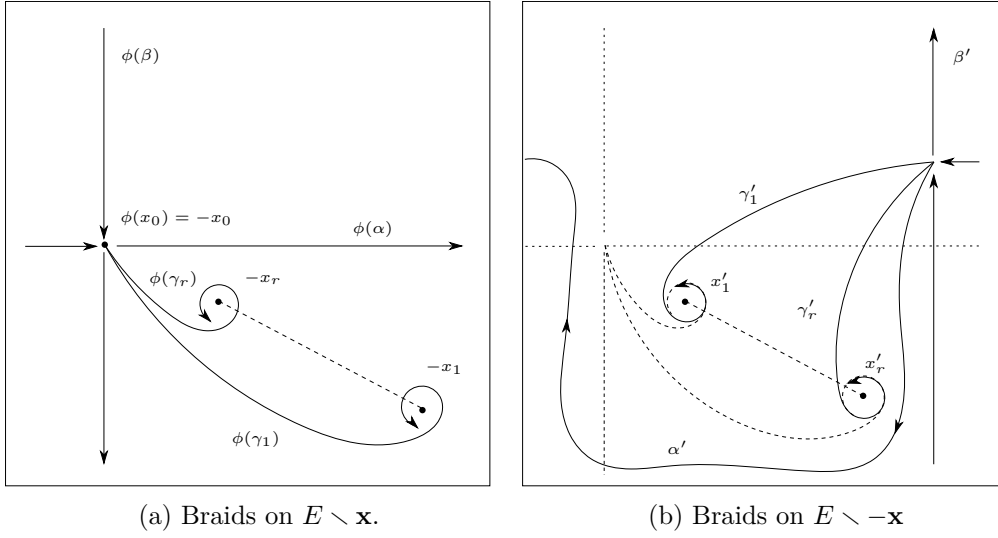 ϕ(β)
ϕ(x₀) = −x₀
ϕ(α)
ϕ(γᵣ)
−xᵣ
−x₁
ϕ(γ₁)
(a) Braids on E ∖ 𝐱.
β′
γ′₁
x′₁
γ′ᵣ
x′ᵣ
α′
(b) Braids on E ∖ −𝐱